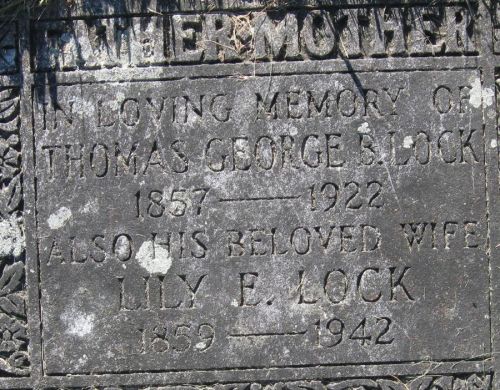 FATHER-MOTHER
IN LOVING MEMORY OF
THOMAS GEORGE B. LOCK
1857 — 1922
ALSO HIS BELOVED WIFE
LILY E. LOCK
1859 — 1942